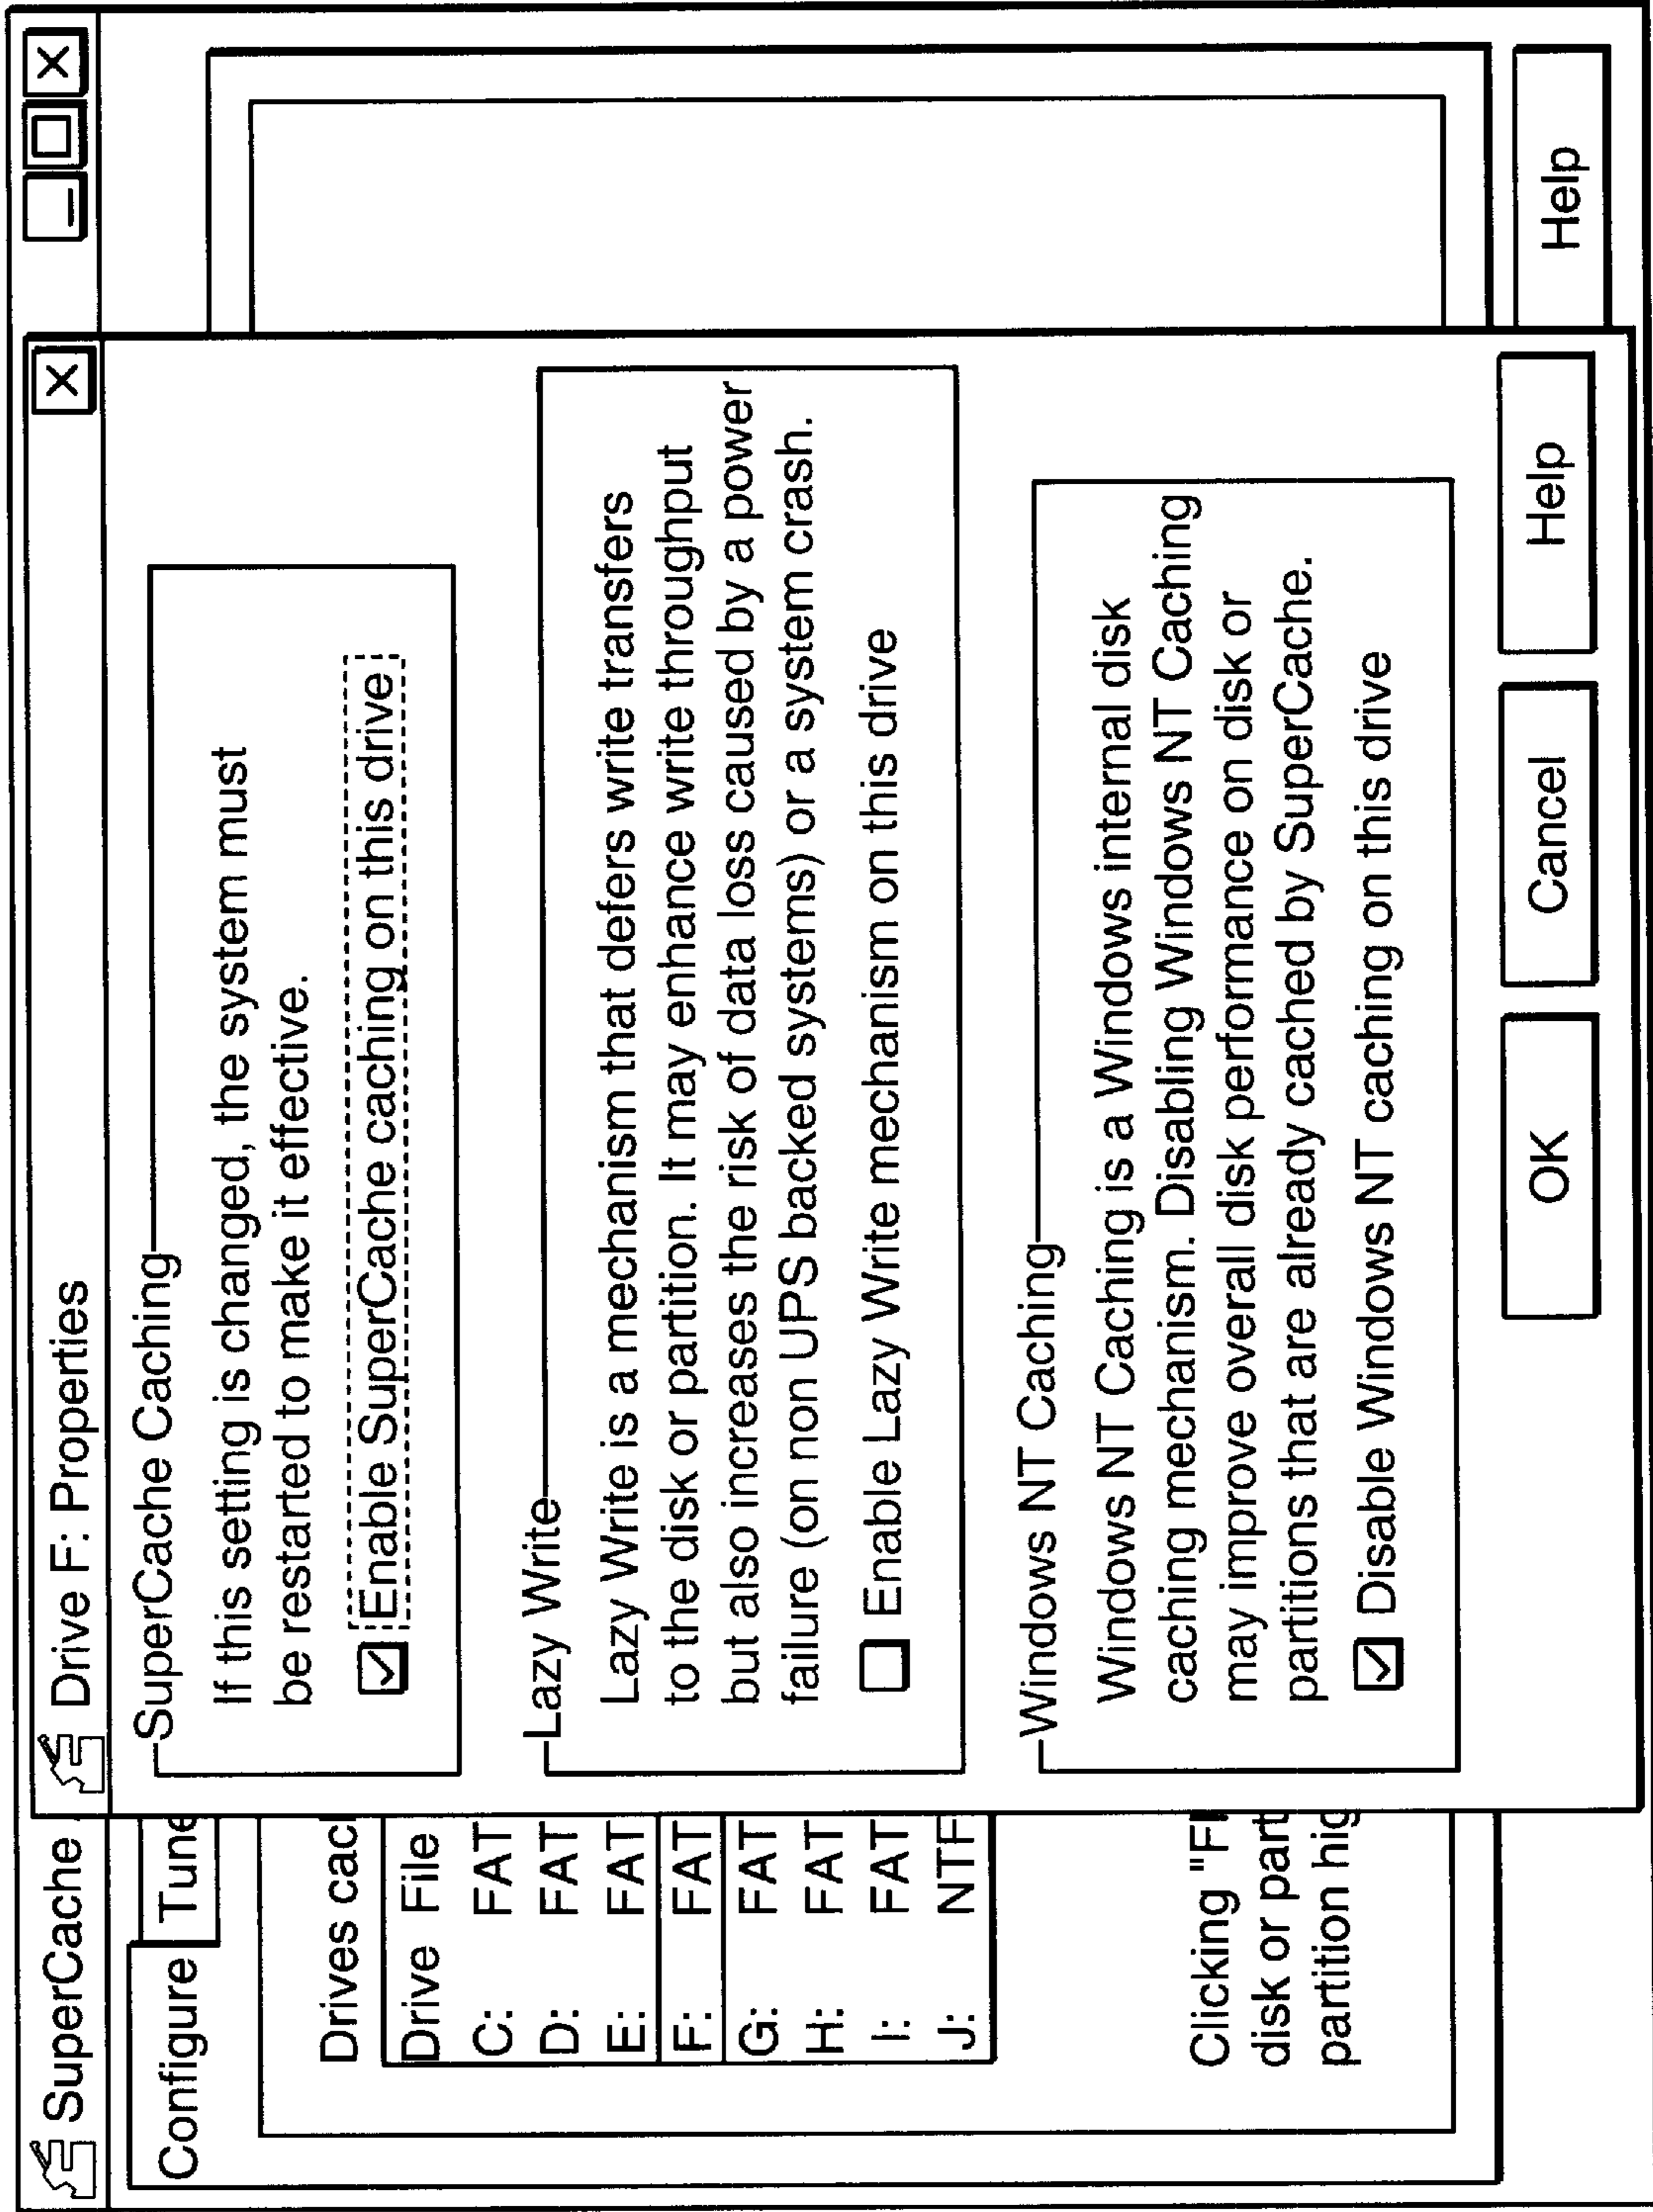 SuperCache
Configure
Tune
Drives cac
Drive File
C: FAT
D: FAT
E: FAT
F: FAT
G: FAT
H: FAT
I: FAT
J: NTF
Clicking "Fl
disk or part
partition hig
Help
Drive F: Properties
SuperCache Caching
If this setting is changed, the system must
be restarted to make it effective.
Enable SuperCache caching on this drive
Lazy Write
Lazy Write is a mechanism that defers write transfers
to the disk or partition. It may enhance write throughput
but also increases the risk of data loss caused by a power
failure (on non UPS backed systems) or a system crash.
Enable Lazy Write mechanism on this drive
Windows NT Caching
Windows NT Caching is a Windows internal disk
caching mechanism. Disabling Windows NT Caching
may improve overall disk performance on disk or
partitions that are already cached by SuperCache.
Disable Windows NT caching on this drive
OK
Cancel
Help